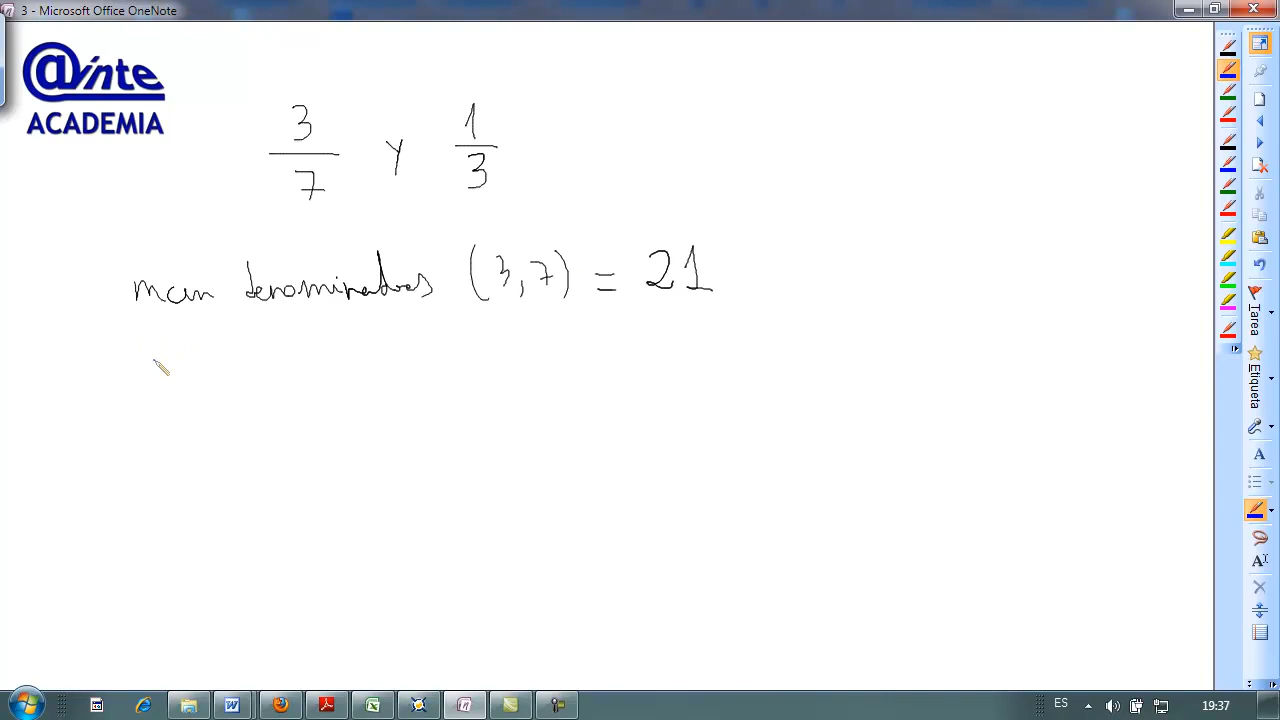 3 - Microsoft Office OneNote
@inte
ACADEMIA
3/7 y 1/3
mcm denominadores (3,7) = 21
Tarea
Etiqueta
A
A
ES
19:37